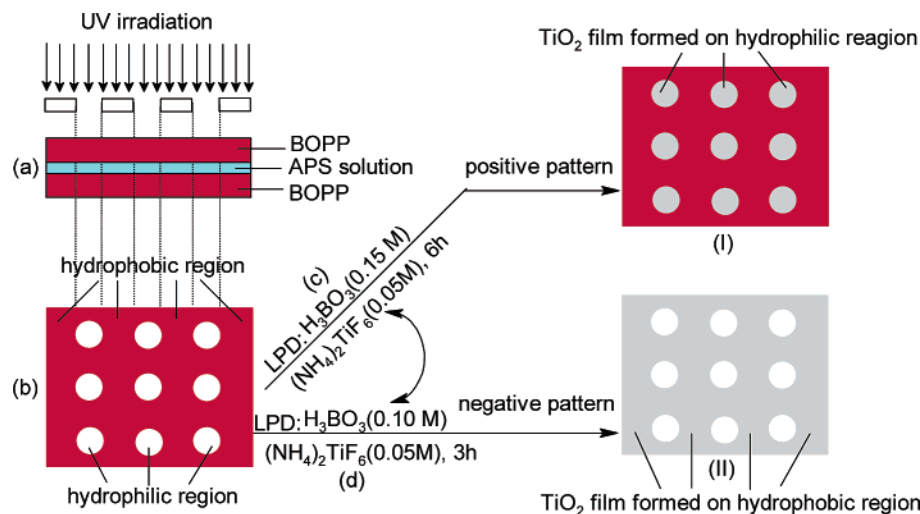 UV irradiation
(a)
BOPP
APS solution
BOPP
hydrophobic region
(b)
hydrophilic region
(c)
LPD: H3BO3(0.15 M)
(NH4)2TiF6(0.05M), 6h
LPD: H3BO3(0.10 M)
(NH4)2TiF6(0.05M), 3h
(d)
positive pattern
negative pattern
TiO2 film formed on hydrophilic reagion
(I)
(II)
TiO2 film formed on hydrophobic region